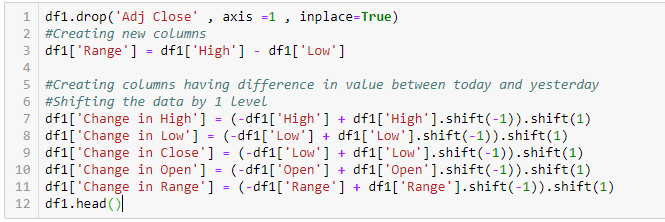 1 df1.drop('Adj Close' , axis =1 , inplace=True)
2 #Creating new columns
3 df1['Range'] = df1['High'] - df1['Low']
4
5 #Creating columns having difference in value between today and yesterday
6 #Shifting the data by 1 level
7 df1['Change in High'] = (-df1['High'] + df1['High'].shift(-1)).shift(1)
8 df1['Change in Low'] = (-df1['Low'] + df1['Low'].shift(-1)).shift(1)
9 df1['Change in Close'] = (-df1['Low'] + df1['Low'].shift(-1)).shift(1)
10 df1['Change in Open'] = (-df1['Open'] + df1['Open'].shift(-1)).shift(1)
11 df1['Change in Range'] = (-df1['Range'] + df1['Range'].shift(-1)).shift(1)
12 df1.head()